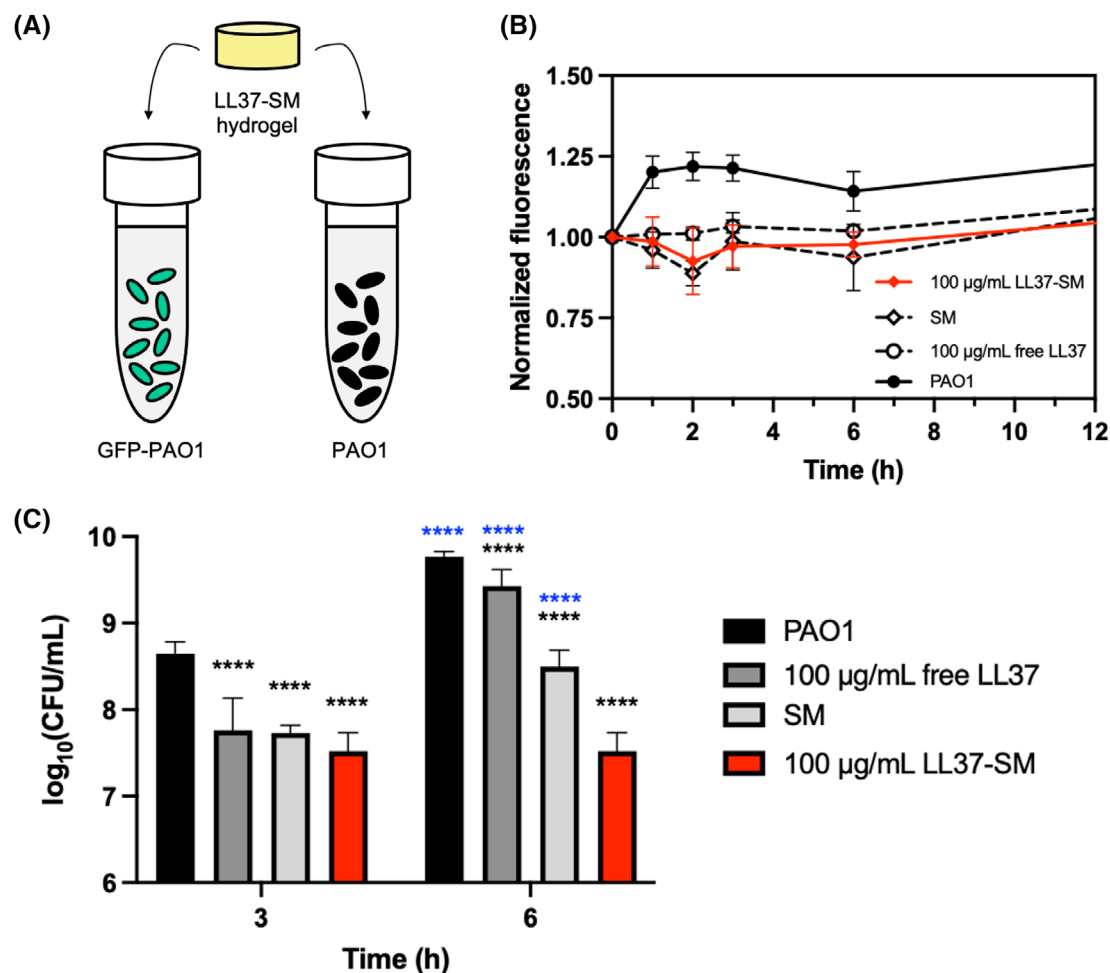 (A)
LL37-SM
hydrogel
GFP-PAO1
PAO1
(B)
Normalized fluorescence
1.50
1.25
1.00
0.75
0.50
100 µg/mL LL37-SM
SM
100 µg/mL free LL37
PAO1
0
2
4
6
8
10
12
Time (h)
(C)
log10(CFU/mL)
10
9
8
7
6
****
****
****
****
****
****
****
****
****
3
6
Time (h)
PAO1
100 µg/mL free LL37
SM
100 µg/mL LL37-SM